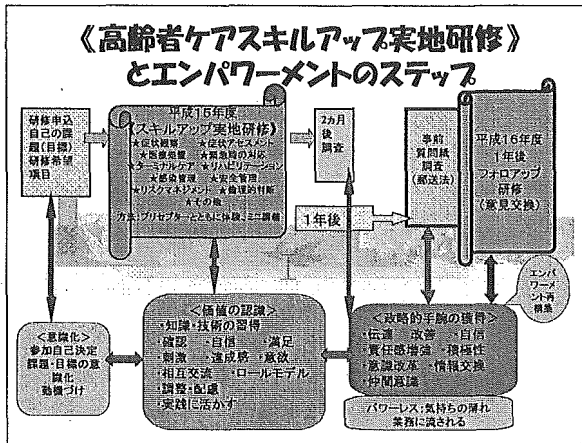 《高齢者ケアスキルアップ実地研修》
とエンパワーメントのステップ
研修申込
自己の課
題(目標)
研修希望
項目
平成15年度
《スキルアップ実地研修》
★症状観察 ★症状アセスメント
★医療処置 ★緊急時の対応
★ターミナルケア ★リハビリテーション
★感染管理 ★安全管理
★リスクマネジメント ★倫理的判断
★その他
方法:プリセプターとともに体験、ミニ講義
2カ月
後
調査
1年後
事前
質問紙
調査
(郵送法)
平成16年度
1年後
フォロアップ
研修
(意見交換)
エンパ
ワーメ
ント再
構築
<意識化>
参加自己決定
課題・目標の意
識化
動機づけ
<価値の認識>
・知識・技術の習得
・確認 ・自信 ・満足
・刺激 ・達成感 ・意欲
・相互交流 ・ロールモデル
・調整・配慮
・実践に活かす
<政略的手腕の獲得>
・伝達 ・改善 ・自信
・責任感増強 ・積極性
・意識改革 ・情報交換
・仲間意識
パワーレス:気持ちの薄れ
業務に流される